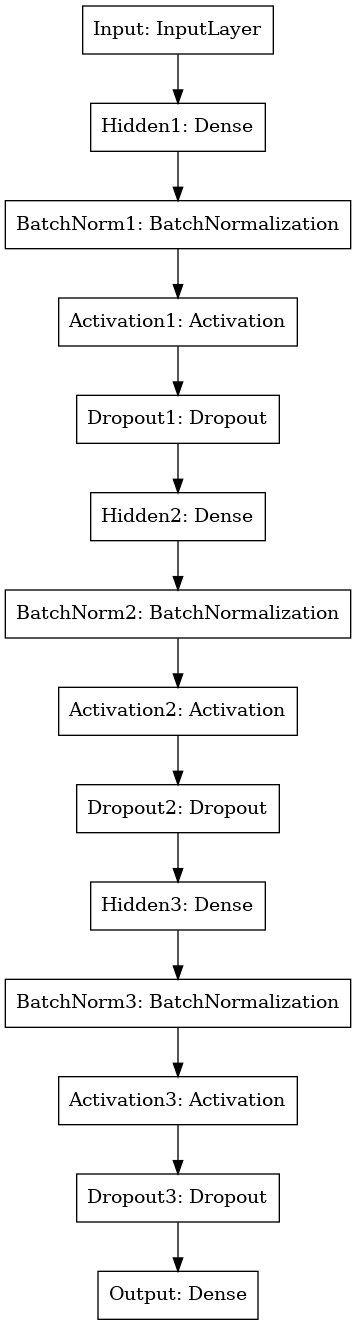 Input: InputLayer
Hidden1: Dense
BatchNorm1: BatchNormalization
Activation1: Activation
Dropout1: Dropout
Hidden2: Dense
BatchNorm2: BatchNormalization
Activation2: Activation
Dropout2: Dropout
Hidden3: Dense
BatchNorm3: BatchNormalization
Activation3: Activation
Dropout3: Dropout
Output: Dense